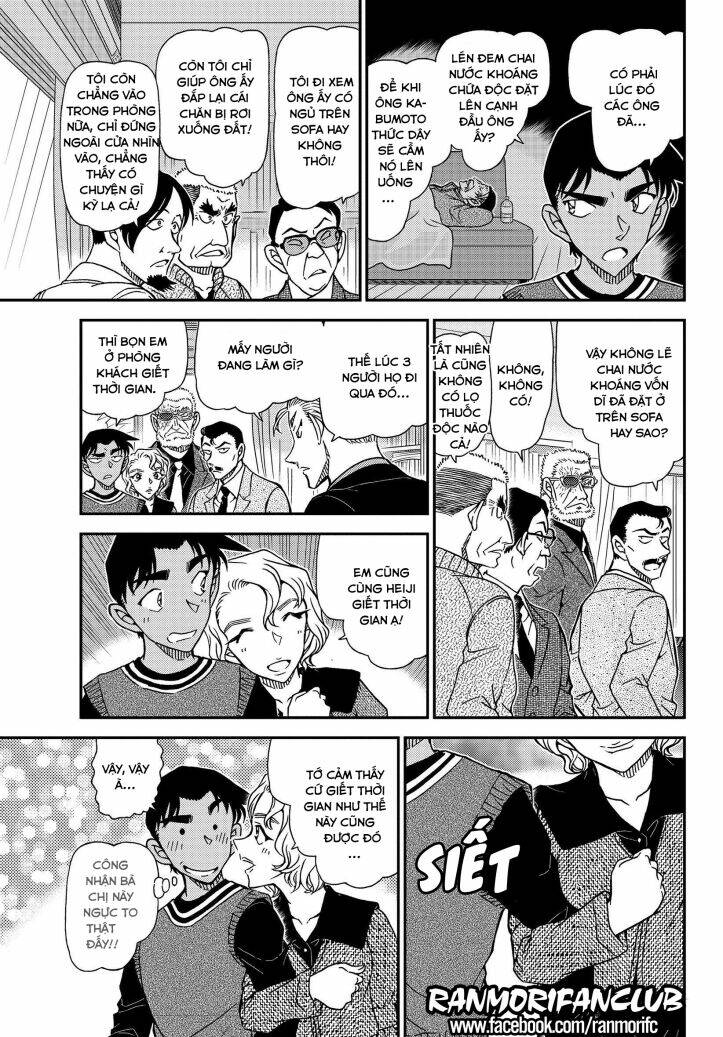 CÓ PHẢI
LÚC ĐÓ
CÁC ÔNG
ĐÃ...
LÉN ĐEM CHAI
NƯỚC KHOÁNG
CHỨA ĐỘC ĐẶT
LÊN CẠNH
ĐẦU ÔNG
ẤY?
ĐỂ KHI
ÔNG KA-
BUMOTO
THỨC DẬY
SẼ CẦM
NÓ LÊN
UỐNG
...
TÔI ĐI XEM
ÔNG ẤY CÓ
NGỦ TRÊN
SOFA HAY
KHÔNG
THÔI!
CÒN TÔI CHỈ
GIÚP ÔNG ẤY
ĐẮP LẠI CÁI
CHĂN BỊ RƠI
XUỐNG ĐẤT!
TÔI CÒN
CHẲNG VÀO
TRONG PHÒNG
NỮA, CHỈ ĐỨNG
NGOÀI CỬA NHÌN
VÀO, CHẲNG
THẤY CÓ
CHUYỆN GÌ
KỲ LẠ CẢ!
VẬY KHÔNG LẼ
CHAI NƯỚC
KHOÁNG VỐN
DĨ ĐÃ ĐẶT Ở
TRÊN SOFA
HAY SAO?
KHÔNG,
KHÔNG
CÓ!
TẤT NHIÊN
LÀ CŨNG
KHÔNG
CÓ LỌ
THUỐC
ĐỘC NÀO
CẢ!
THẾ LÚC 3
NGƯỜI HỌ ĐI
QUA ĐÓ...
MẤY NGƯỜI
ĐANG LÀM GÌ?
THÌ BỌN EM
Ở PHÒNG
KHÁCH GIẾT
THỜI GIAN.
EM CŨNG
CÙNG HEIJI
GIẾT THỜI
GIAN Ạ!
SIẾT
TỚ CẢM THẤY
CỨ GIẾT THỜI
GIAN NHƯ THẾ
NÀY CŨNG
ĐƯỢC ĐÓ
...
VẬY, VẬY
À...
CÔNG
NHẬN BÀ
CHỊ NÀY
NGỰC TO
THẬT
ĐẤY!!
RANMORIFANCLUB
www.facebook.com/ranmorifc